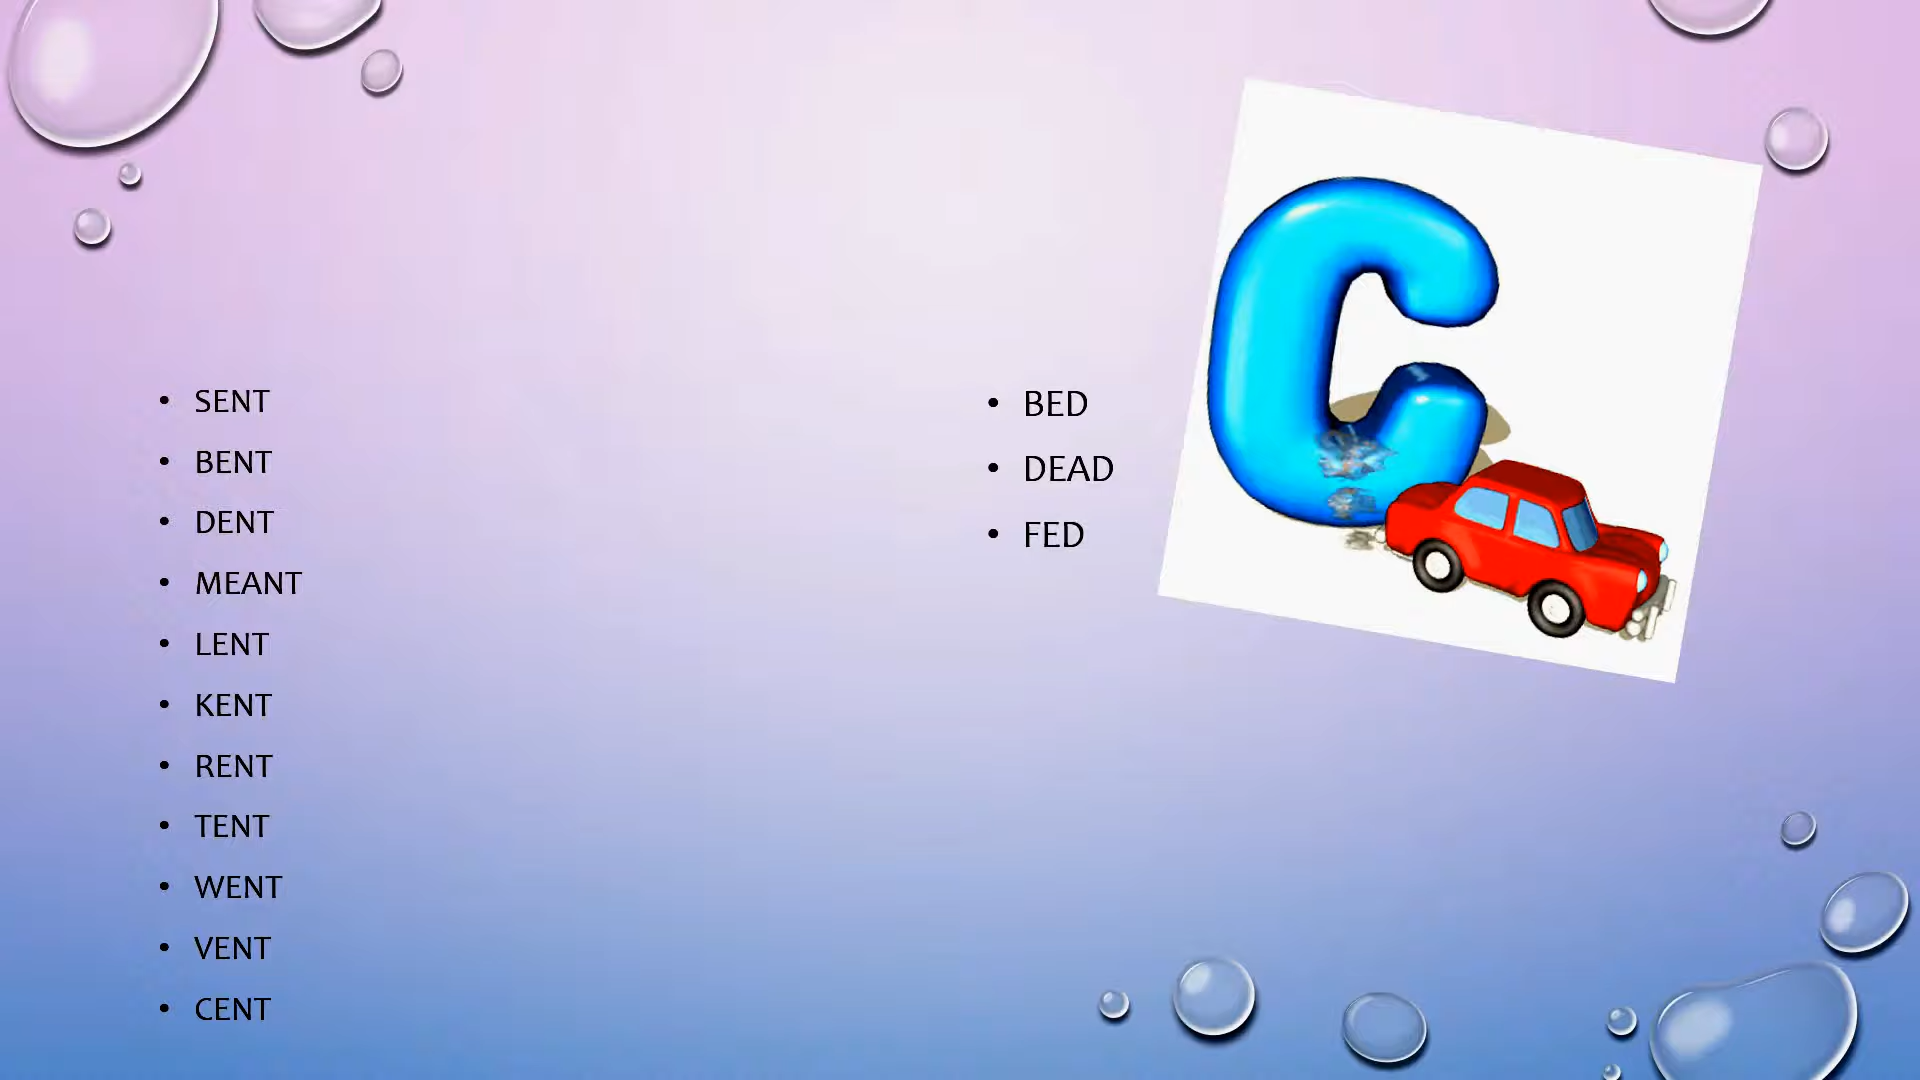 • SENT
• BENT
• DENT
• MEANT
• LENT
• KENT
• RENT
• TENT
• WENT
• VENT
• CENT
• BED
• DEAD
• FED
C